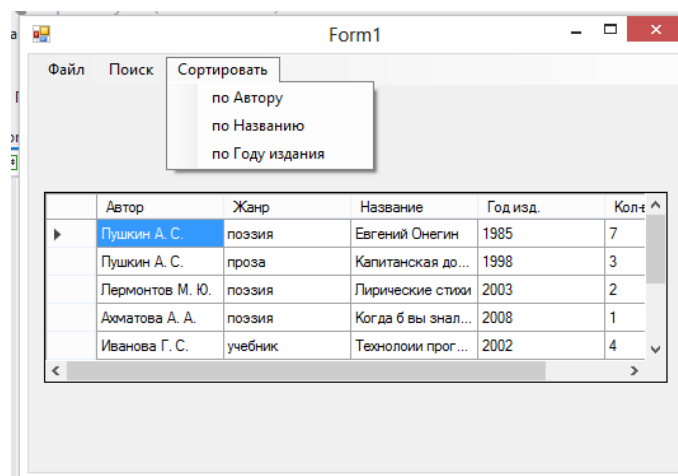 Form1
Файл Поиск Сортировать
по Автору
по Названию
по Году издания
Автор Жанр Название Год изд. Кол-в
Пушкин А. С. поэзия Евгений Онегин 1985 7
Пушкин А. С. проза Капитанская до... 1998 3
Лермонтов М. Ю. поэзия Лирические стихи 2003 2
Ахматова А. А. поэзия Когда б вы знал... 2008 1
Иванова Г. С. учебник Технолоии прог... 2002 4